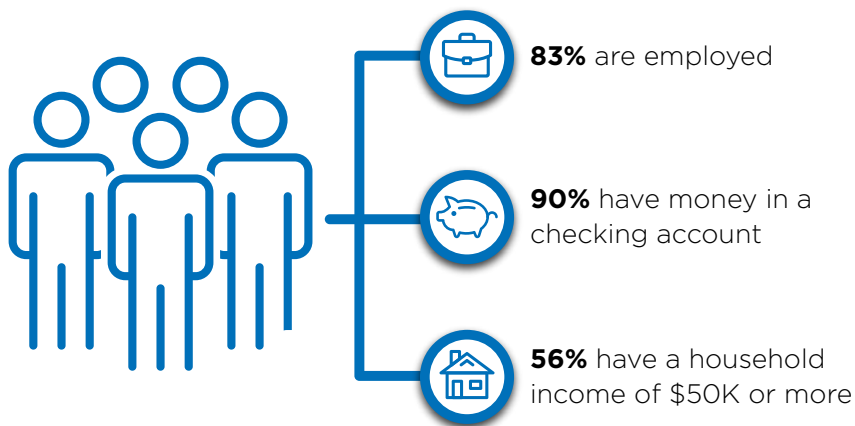 83% are employed
90% have money in a
checking account
56% have a household
income of $50K or more